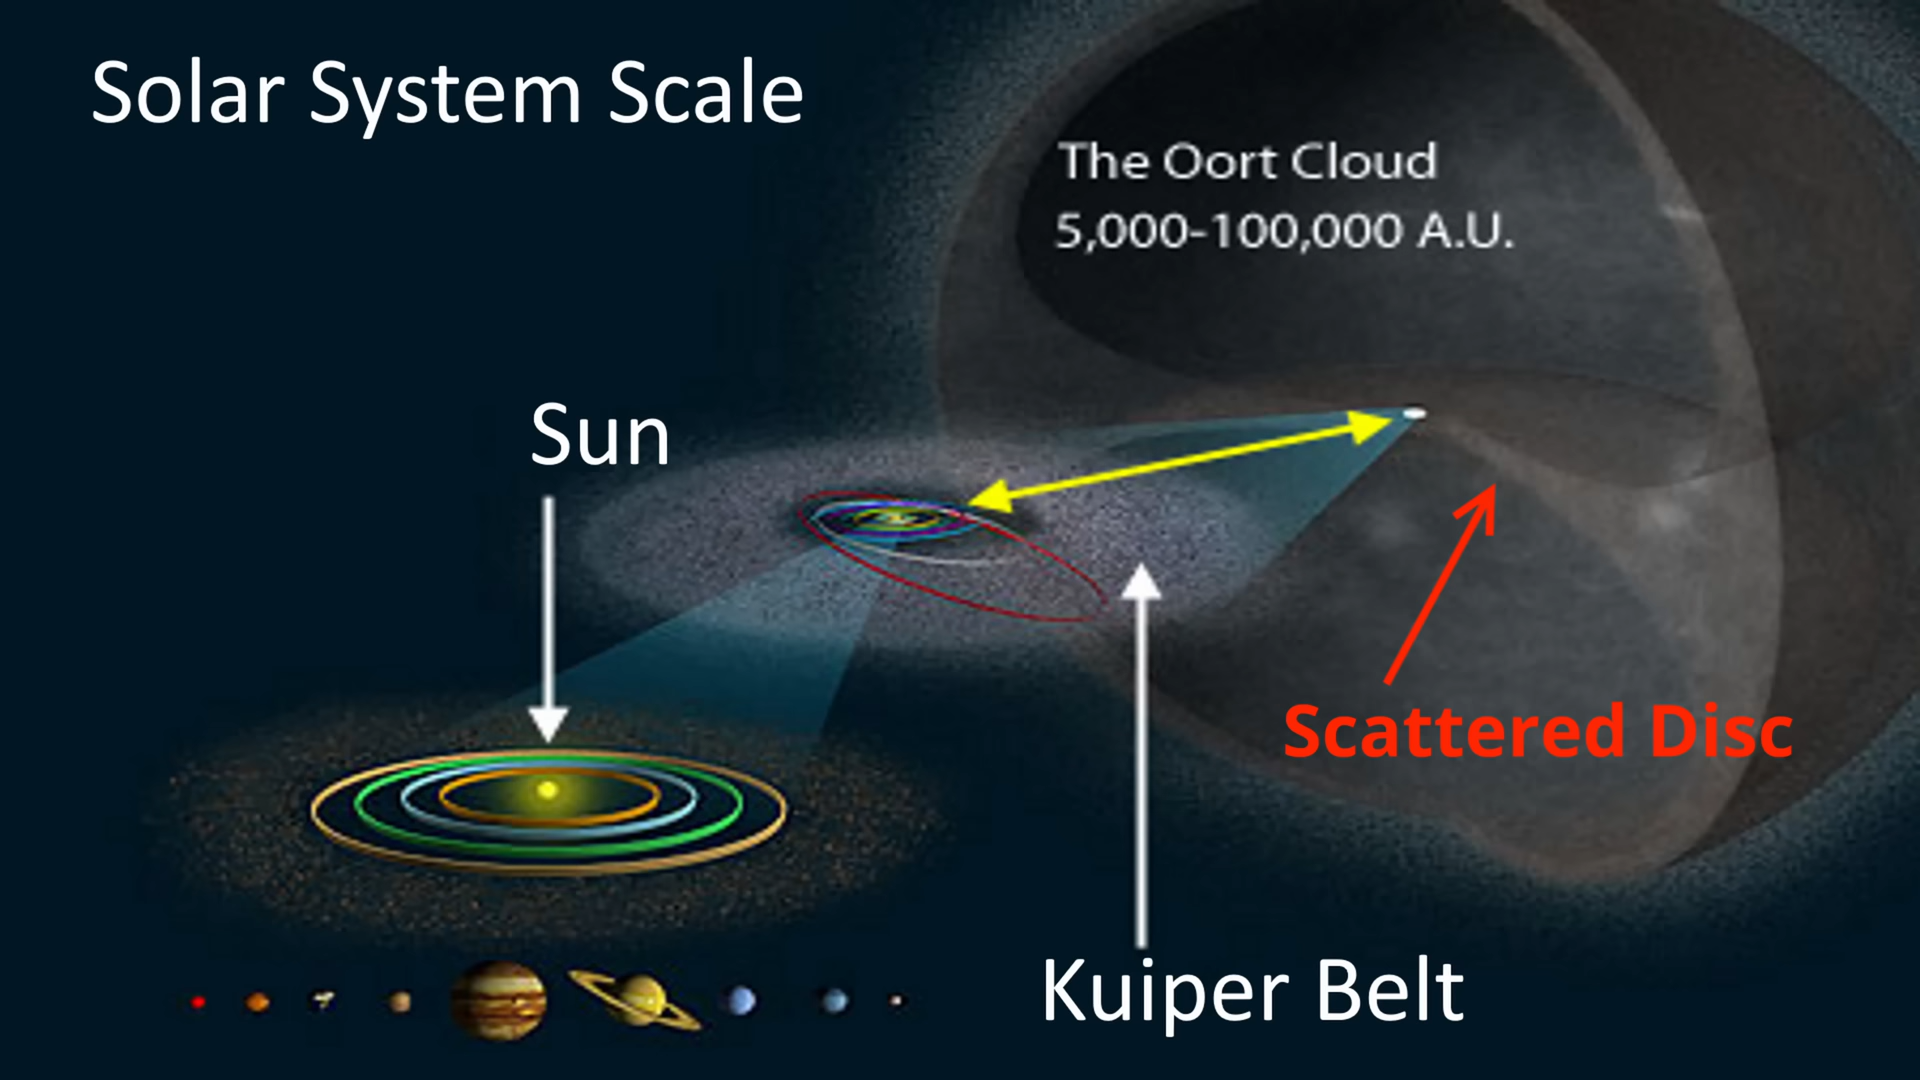 Solar System Scale
The Oort Cloud
5,000-100,000 A.U.
Sun
Scattered Disc
Kuiper Belt